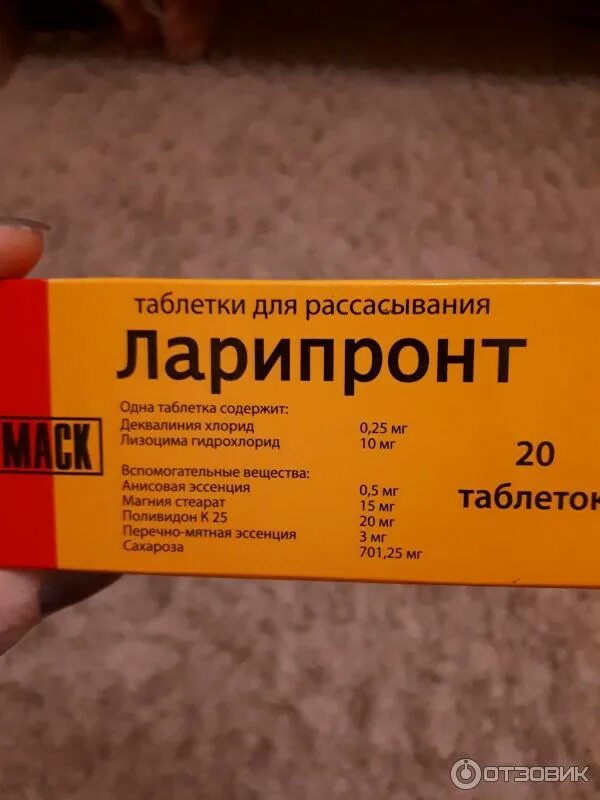 таблетки для рассасывания
Ларипронт
Одна таблетка содержит:
Деквалиния хлорид 0,25 мг
Лизоцима гидрохлорид 10 мг
Вспомогательные вещества:
Анисовая эссенция 0,5 мг
Магния стеарат 15 мг
Поливидон К 25 20 мг
Перечно-мятная эссенция 3 мг
Сахароза 701,25 мг
MACK
20
таблеток
ОТЗОВИК